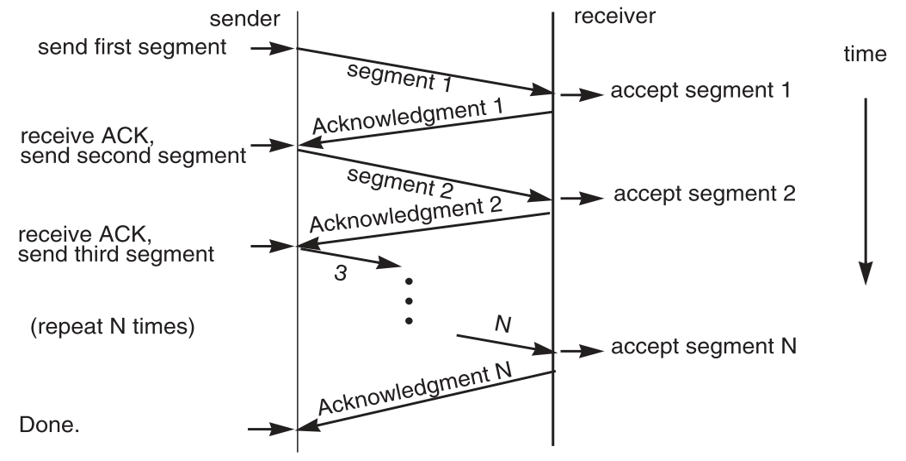 sender
receiver
send first segment
time
segment 1
accept segment 1
Acknowledgment 1
receive ACK,
send second segment
segment 2
accept segment 2
Acknowledgment 2
receive ACK,
send third segment
3
(repeat N times)
N
accept segment N
Acknowledgment N
Done.